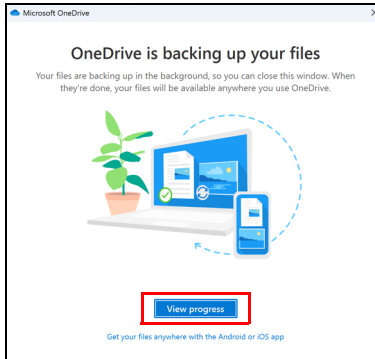 Microsoft OneDrive
OneDrive is backing up your files
Your files are backing up in the background, so you can close this window. When
they're done, your files will be available anywhere you use OneDrive.
View progress
Get your files anywhere with the Android or iOS app